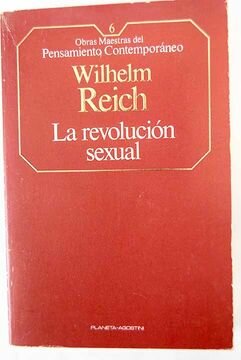 6
Obras Maestras del
Pensamiento Contemporáneo
Wilhelm
Reich
La revolución
sexual
PLANETA-AGOSTINI